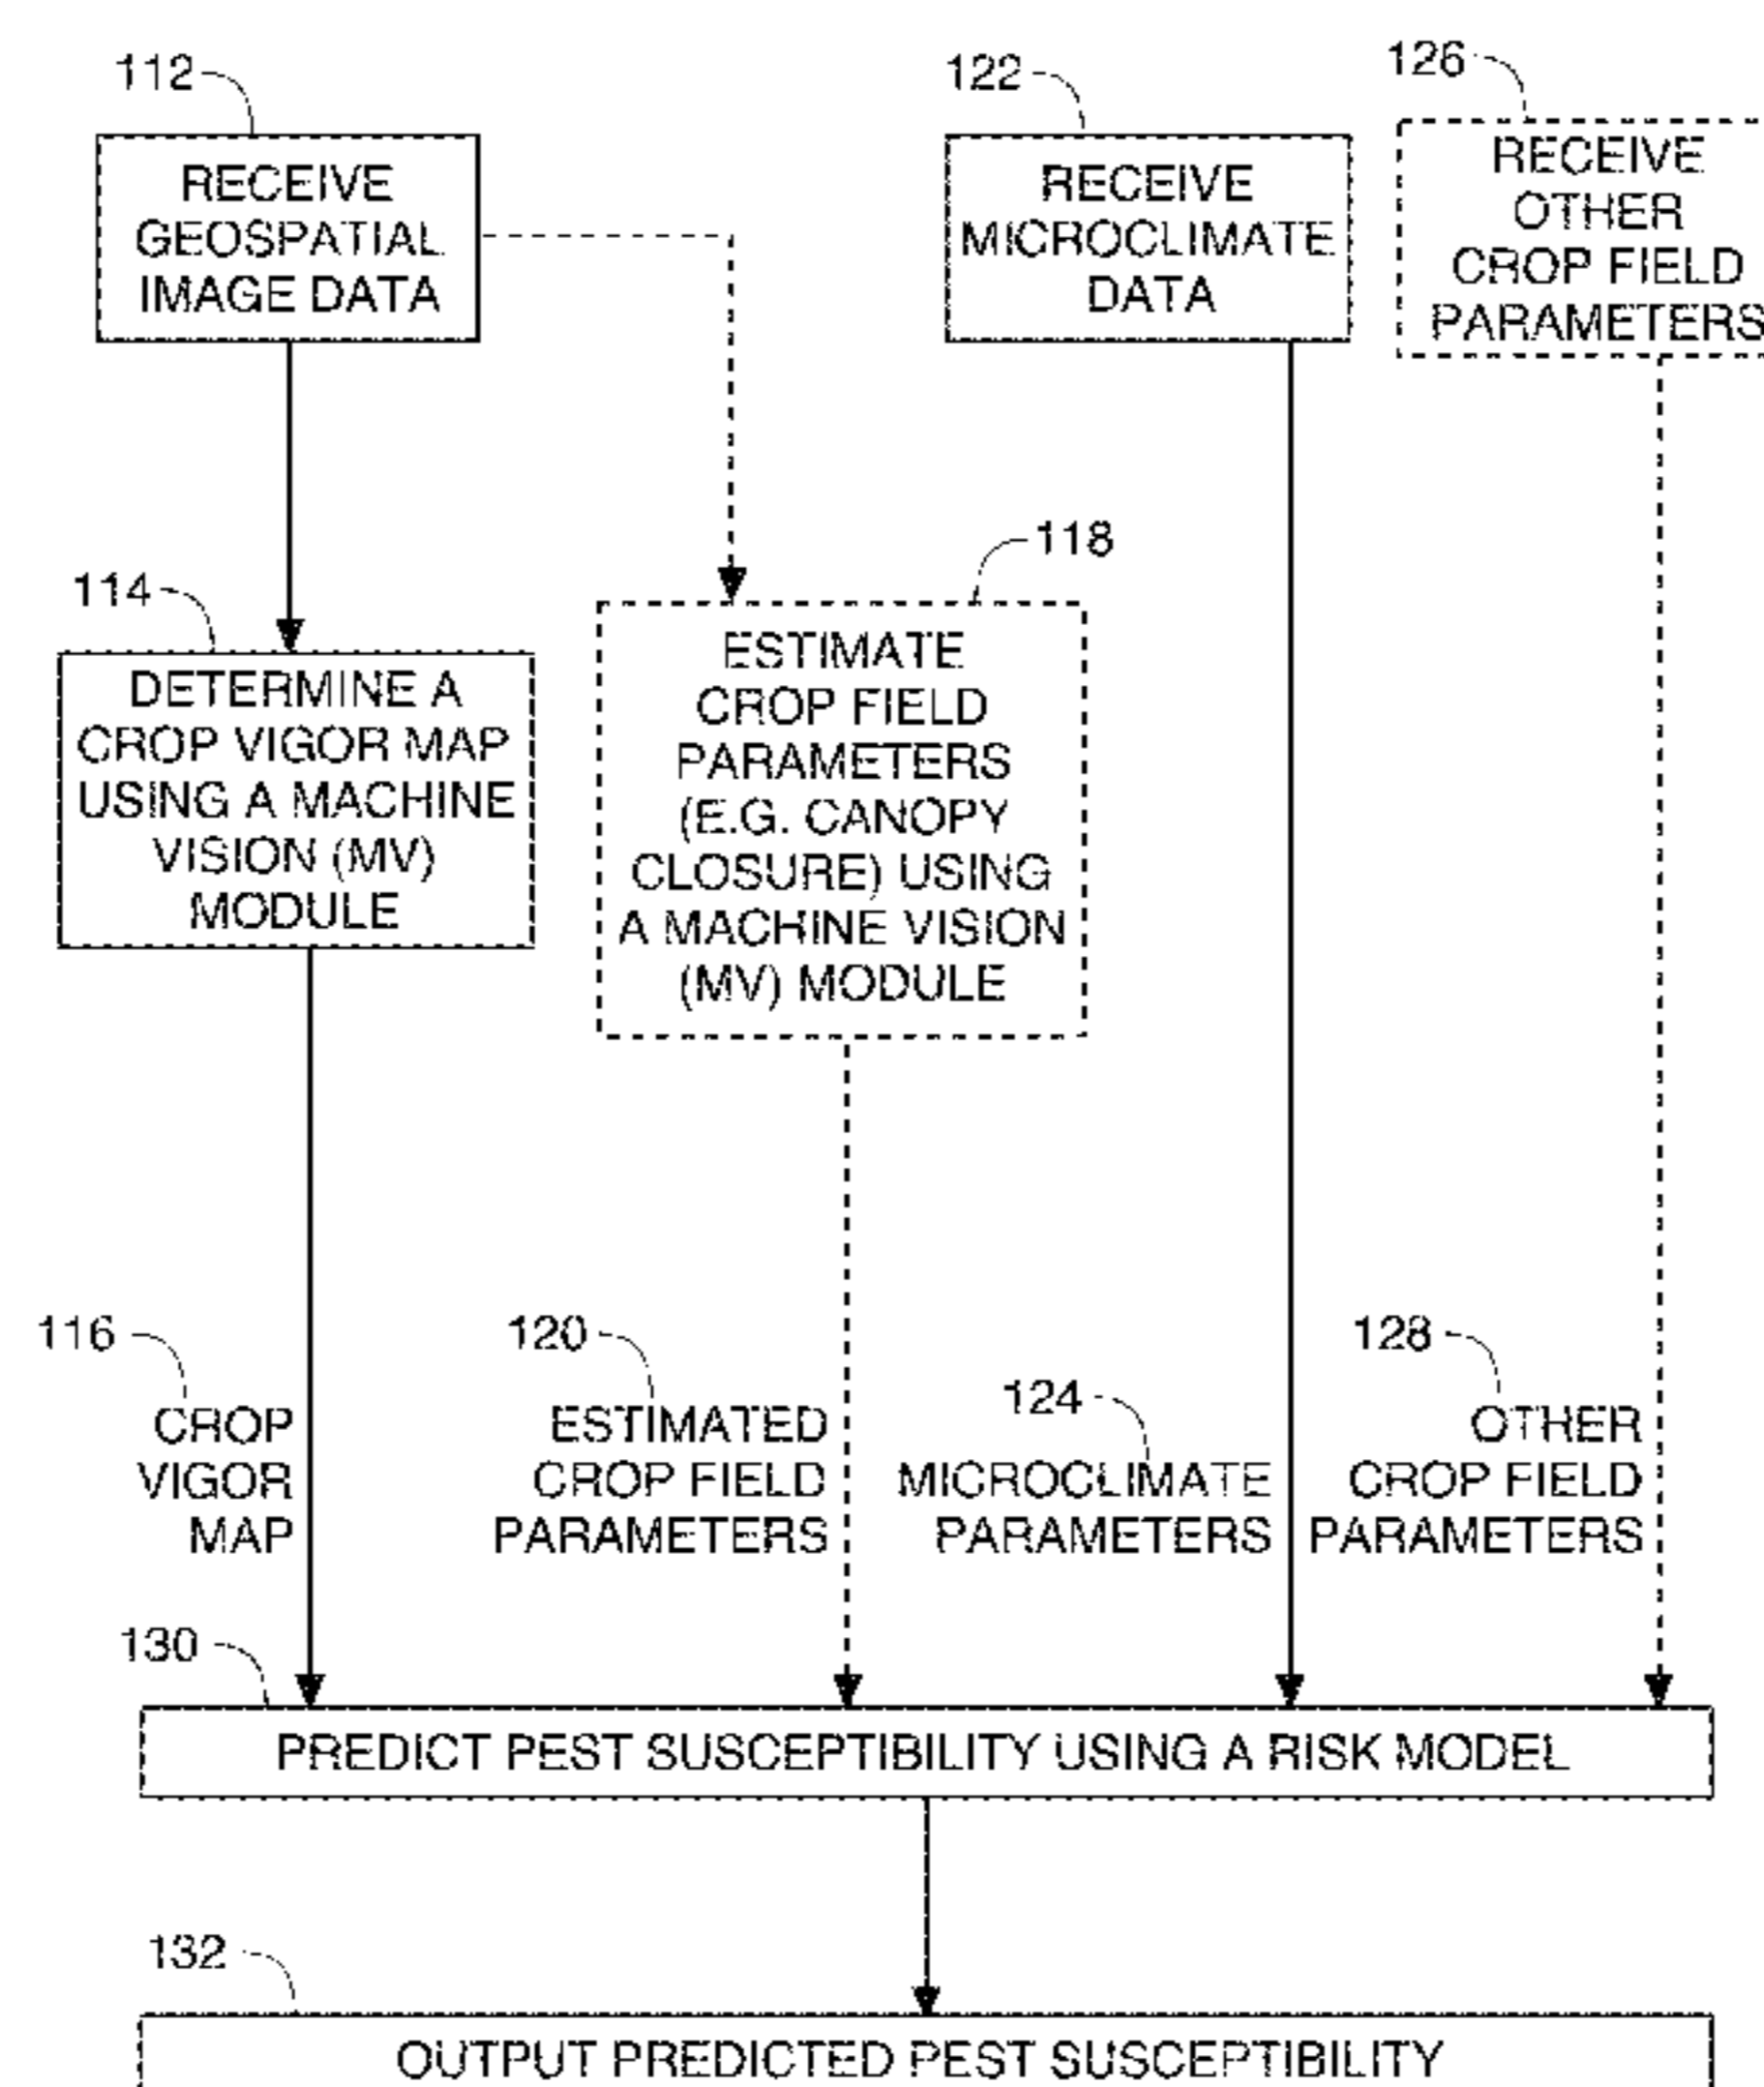 112
RECEIVE
GEOSPATIAL
IMAGE DATA
122
RECEIVE
MICROCLIMATE
DATA
126
RECEIVE
OTHER
CROP FIELD
PARAMETERS
114
DETERMINE A
CROP VIGOR MAP
USING A MACHINE
VISION (MV)
MODULE
118
ESTIMATE
CROP FIELD
PARAMETERS
(E.G. CANOPY
CLOSURE) USING
A MACHINE VISION
(MV) MODULE
116
CROP
VIGOR
MAP
120
ESTIMATED
CROP FIELD
PARAMETERS
124
MICROCLIMATE
PARAMETERS
128
OTHER
CROP FIELD
PARAMETERS
130
PREDICT PEST SUSCEPTIBILITY USING A RISK MODEL
132
OUTPUT PREDICTED PEST SUSCEPTIBILITY